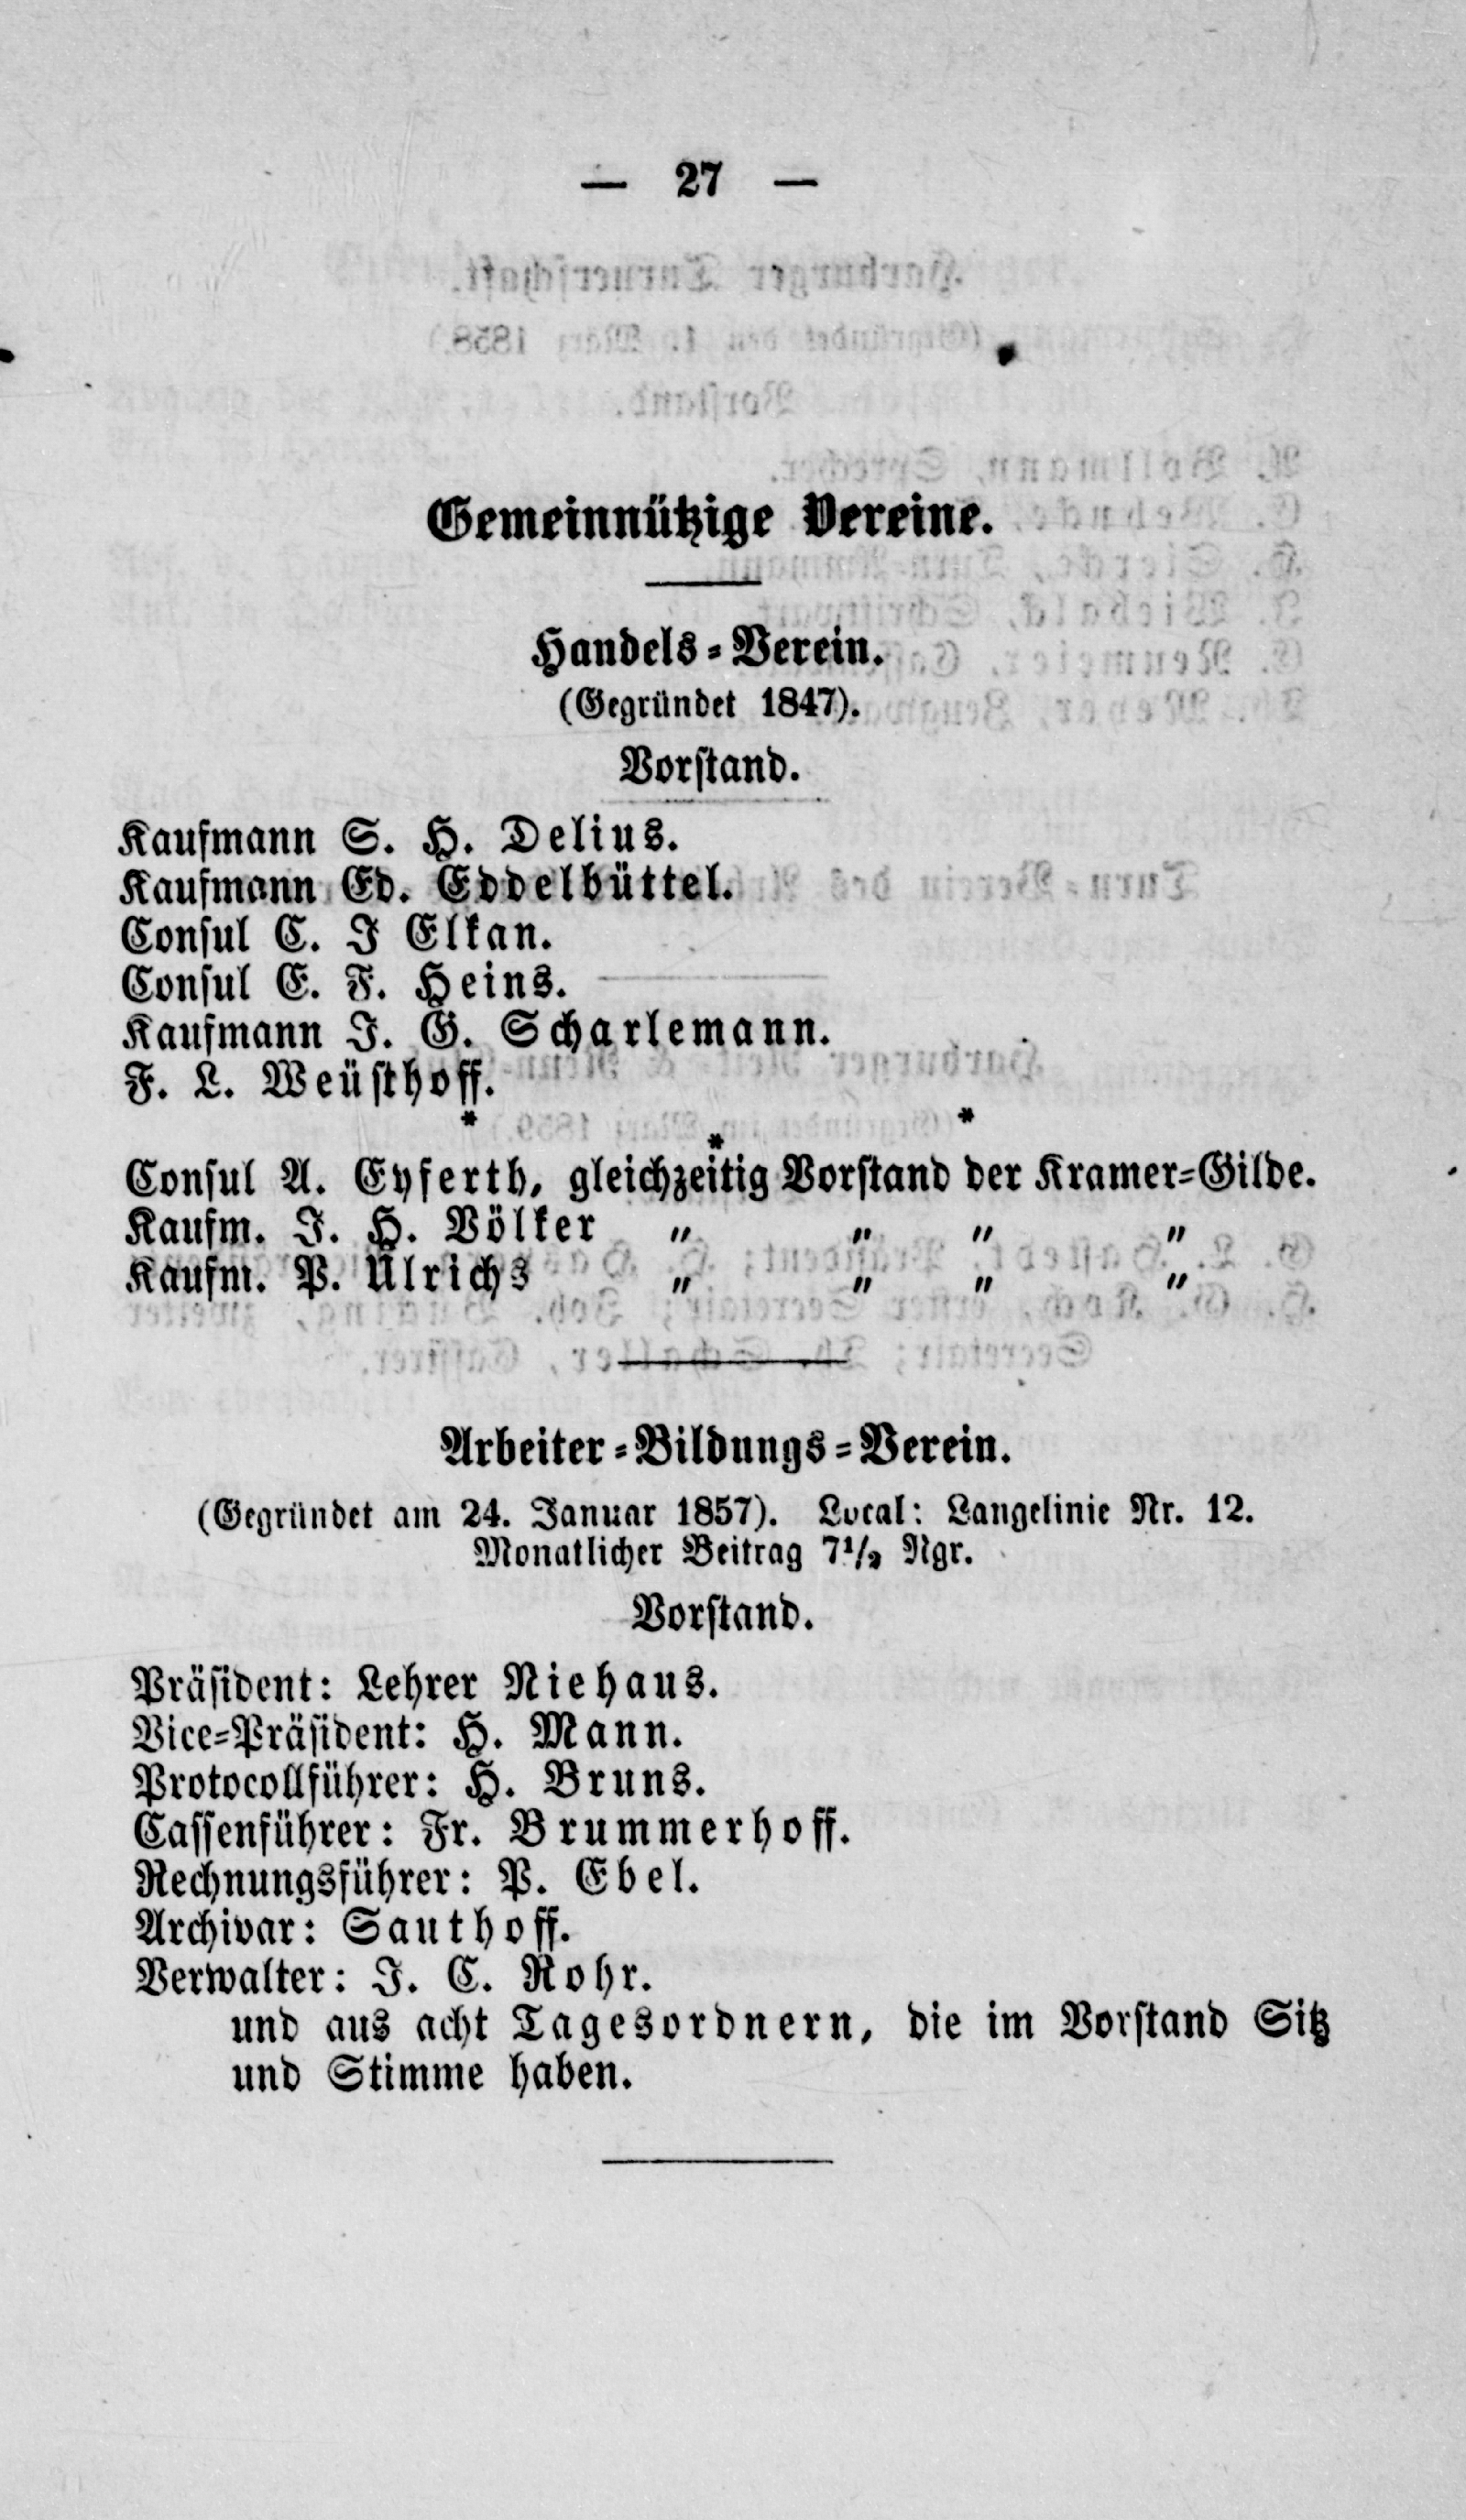 — 27 —
Gemeinnützige Vereine.
Handels-Verein.
(Gegründet 1847).
Vorstand.
Kaufmann S. H. Delius.
Kaufmann Ed. Eddelbüttel.
Consul C. J Elkan.
Consul E. F. Heins.
Kaufmann J. G. Scharlemann.
F. L. Weüsthoff.
* * *
Consul A. Eyferth, gleichzeitig Vorstand der Kramer-Gilde.
Kaufm. J. H. Völker „ „ „ „
Kaufm. P. Ulrichs „ „ „ „
Arbeiter-Bildungs-Verein.
(Gegründet am 24. Januar 1857). Local: Langelinie Nr. 12.
Monatlicher Beitrag 7½ Ngr.
Vorstand.
Präsident: Lehrer Niehaus.
Vice-Präsident: H. Mann.
Protocollführer: H. Bruns.
Cassenführer: Fr. Brummerhoff.
Rechnungsführer: P. Ebel.
Archivar: Sauthoff.
Verwalter: J. C. Rohr.
und aus acht Tagesordnern, die im Vorstand Sitz
und Stimme haben.